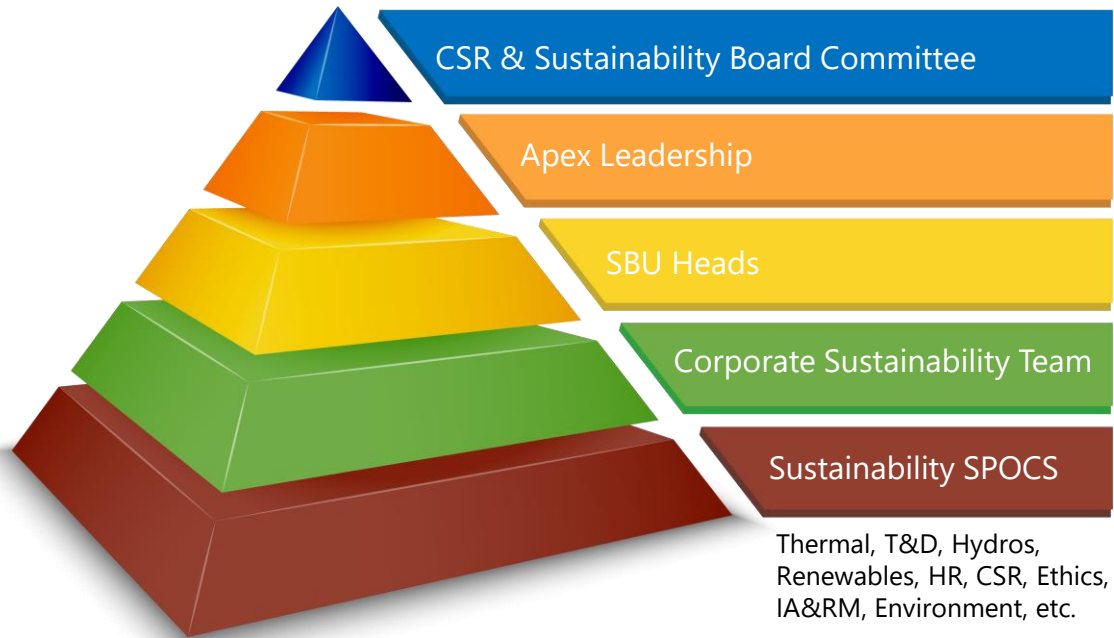 CSR & Sustainability Board Committee
Apex Leadership
SBU Heads
Corporate Sustainability Team
Sustainability SPOCS
Thermal, T&D, Hydros,
Renewables, HR, CSR, Ethics,
IA&RM, Environment, etc.